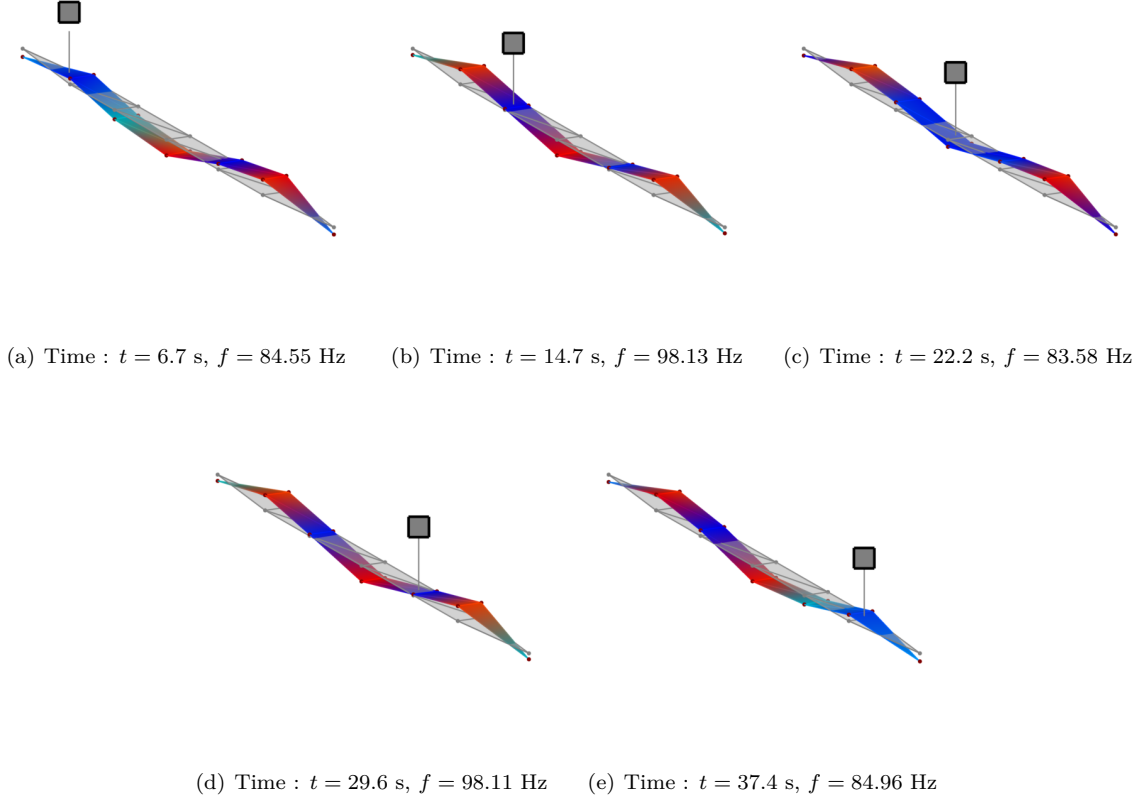 (a) Time : t = 6.7 s, f = 84.55 Hz
(b) Time : t = 14.7 s, f = 98.13 Hz
(c) Time : t = 22.2 s, f = 83.58 Hz
(d) Time : t = 29.6 s, f = 98.11 Hz
(e) Time : t = 37.4 s, f = 84.96 Hz